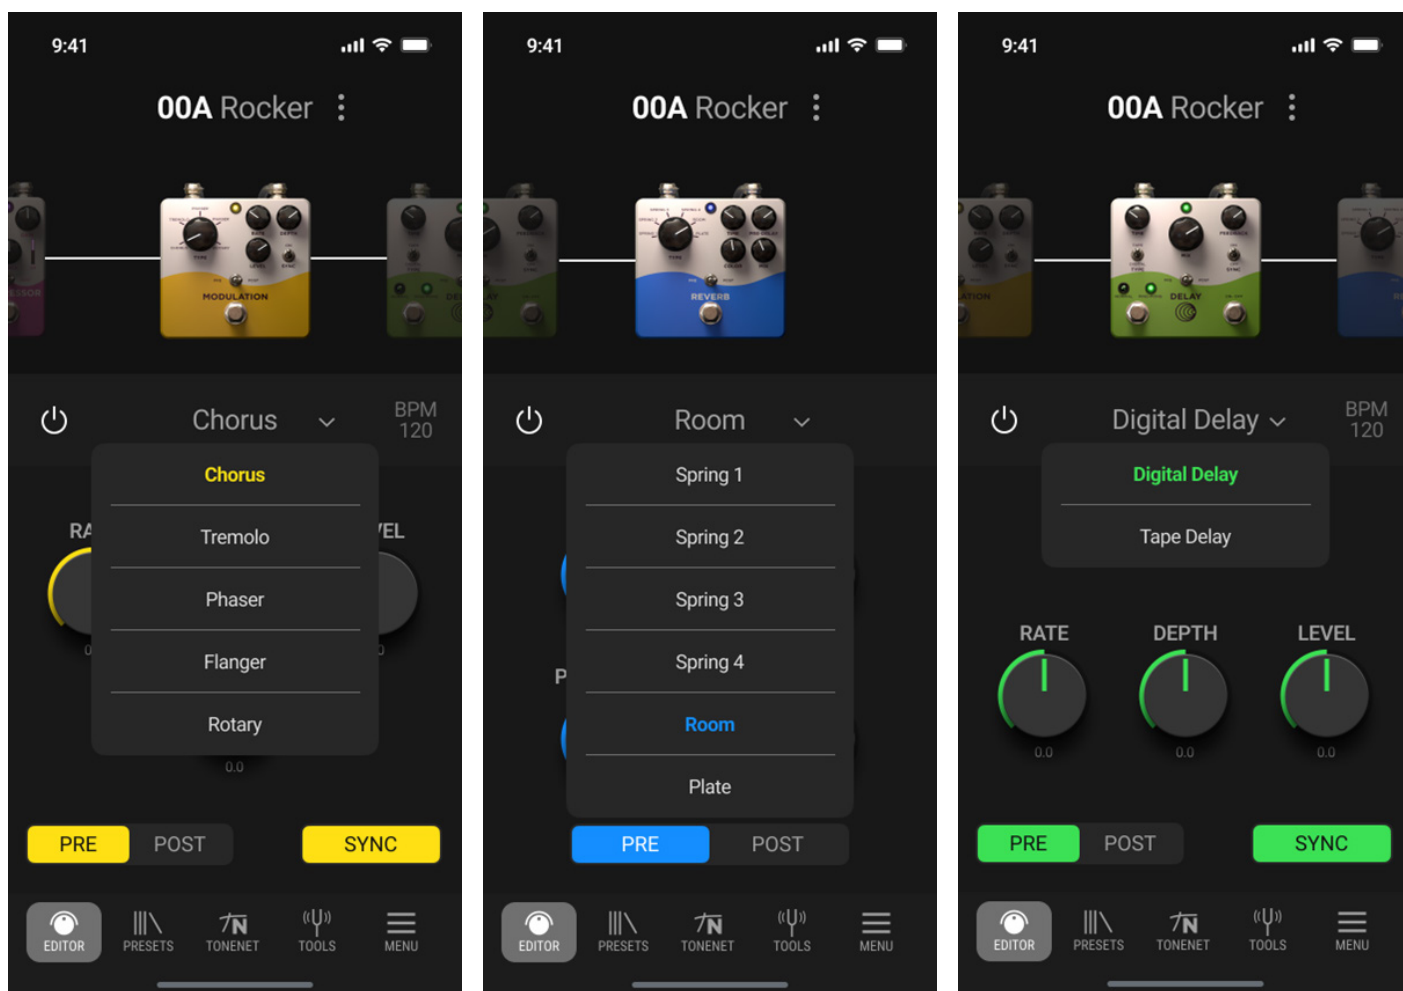 9:41
00A Rocker
MODULATION
Chorus
BPM
120
Chorus
Tremolo
Phaser
Flanger
Rotary
0.0
PRE
POST
SYNC
EDITOR
PRESETS
TONENET
TOOLS
MENU
9:41
00A Rocker
REVERB
Room
Spring 1
Spring 2
Spring 3
Spring 4
Room
Plate
PRE
POST
EDITOR
PRESETS
TONENET
TOOLS
MENU
9:41
00A Rocker
DELAY
Digital Delay
BPM
120
Digital Delay
Tape Delay
RATE
DEPTH
LEVEL
0.0
0.0
0.0
PRE
POST
SYNC
EDITOR
PRESETS
TONENET
TOOLS
MENU